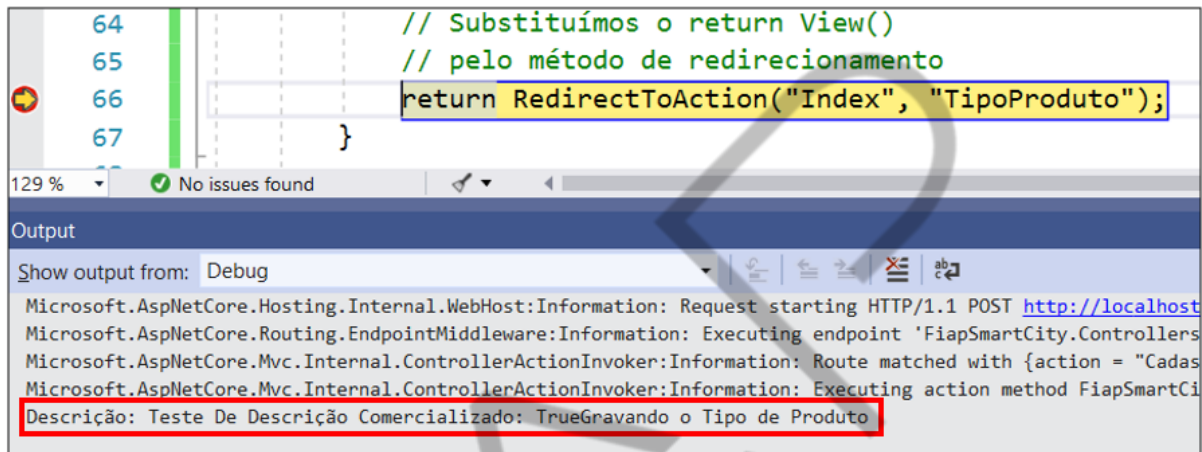 64 // Substituímos o return View()
65 // pelo método de redirecionamento
66 return RedirectToAction("Index", "TipoProduto");
67 }
129 % No issues found
Output
Show output from: Debug
Microsoft.AspNetCore.Hosting.Internal.WebHost:Information: Request starting HTTP/1.1 POST http://localhost
Microsoft.AspNetCore.Routing.EndpointMiddleware:Information: Executing endpoint 'FiapSmartCity.Controllers
Microsoft.AspNetCore.Mvc.Internal.ControllerActionInvoker:Information: Route matched with {action = "Cadas
Microsoft.AspNetCore.Mvc.Internal.ControllerActionInvoker:Information: Executing action method FiapSmartCi
Descrição: Teste De Descrição Comercializado: TrueGravando o Tipo de Produto